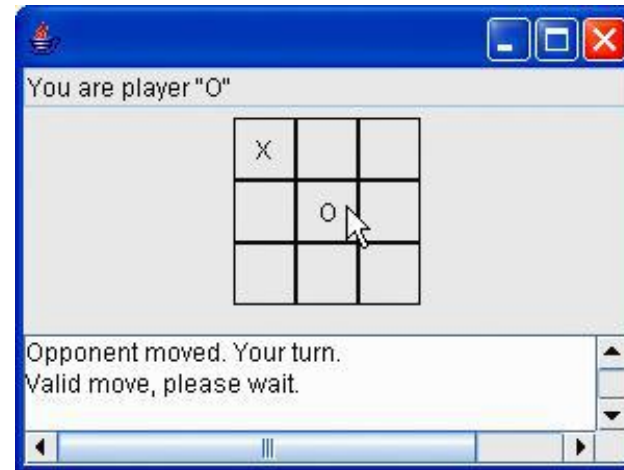 You are player "O"
X
O
Opponent moved. Your turn.
Valid move, please wait.